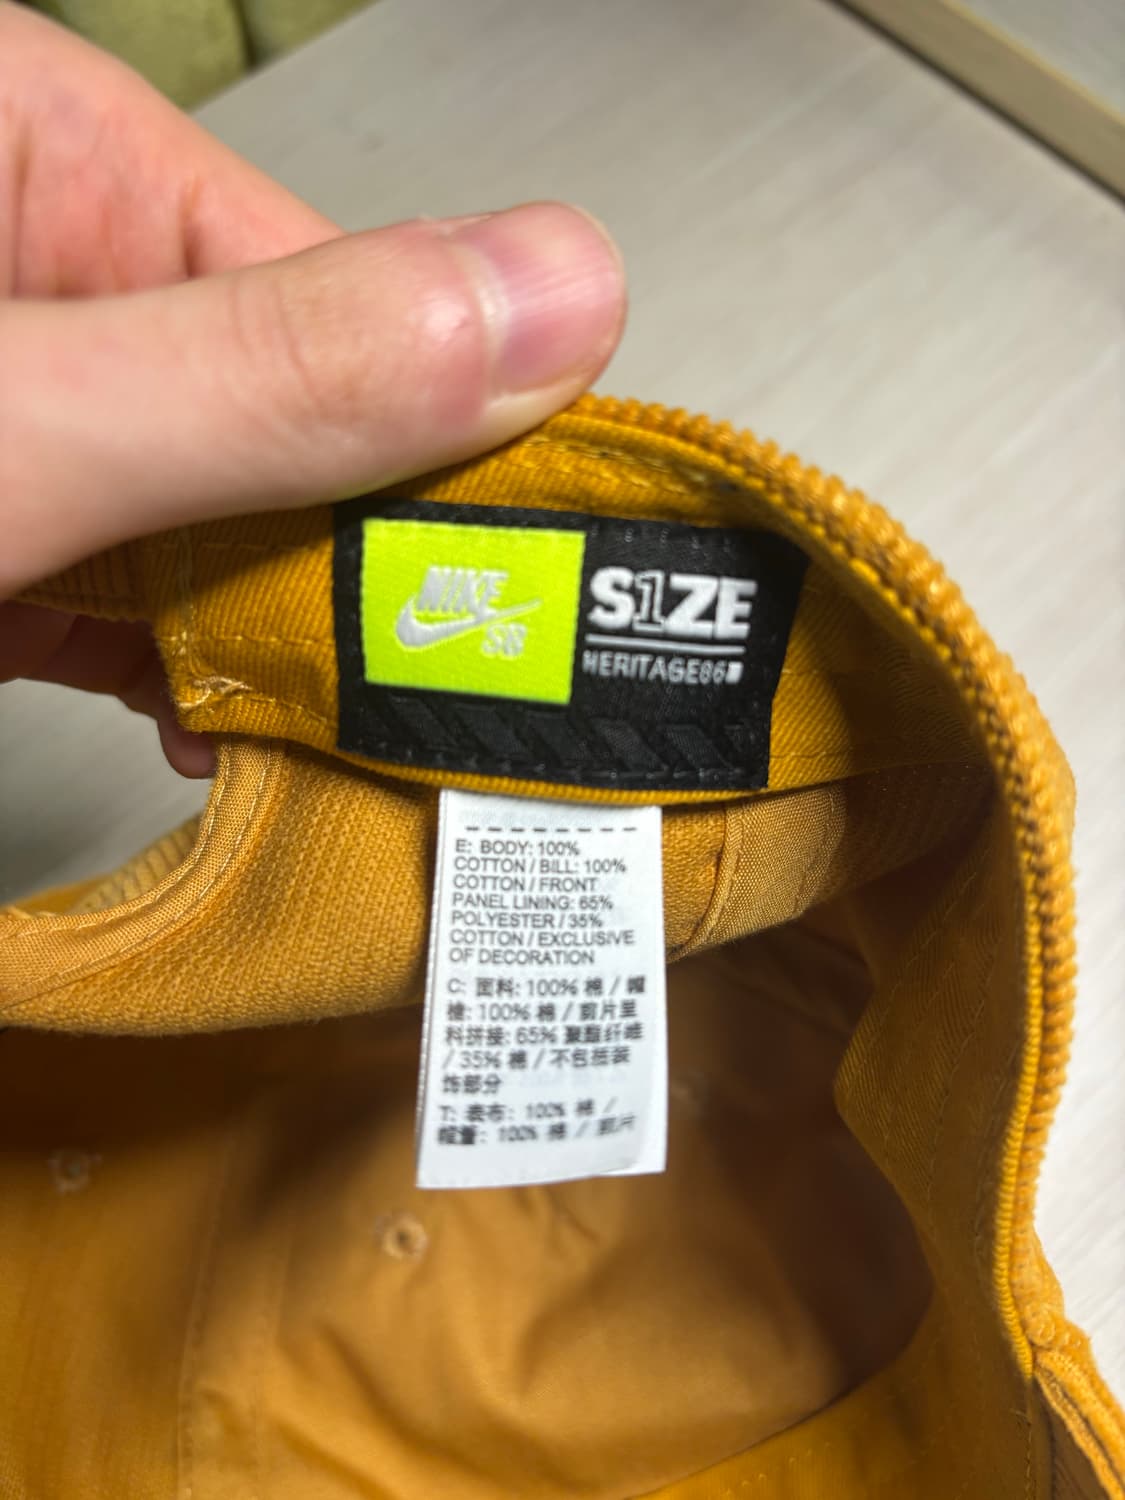 NIKE
SB
S1ZE
HERITAGE86
E: BODY: 100%
COTTON / BILL: 100%
COTTON / FRONT
PANEL LINING: 65%
POLYESTER / 35%
COTTON / EXCLUSIVE
OF DECORATION
C: 面料: 100% 棉 / 帽
檐: 100% 棉 / 前片里
料拼接: 65% 聚酯纤维
/ 35% 棉 / 不包括装
饰部分
T: 表布: 100% 棉 /
100% 棉 / 前片